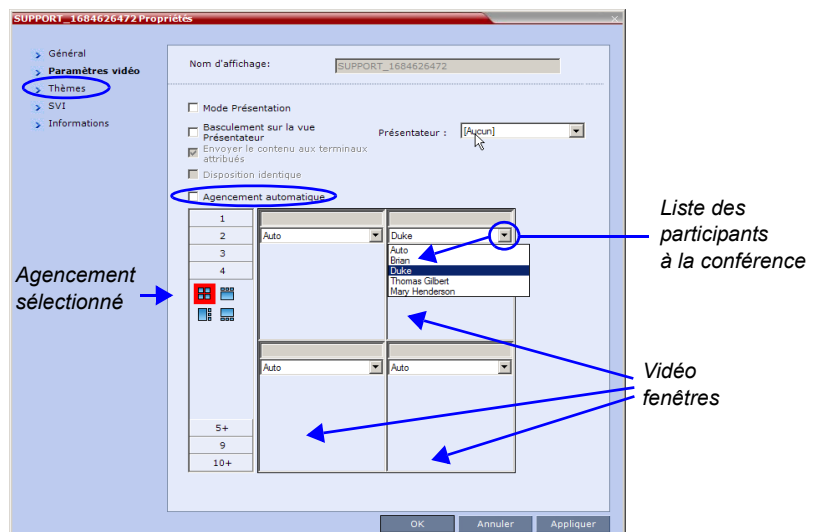 SUPPORT_1684626472 Propriétés
Général
Paramètres vidéo
Thèmes
SVI
Informations
Nom d'affichage:
SUPPORT_1684626472
Mode Présentation
Basculement sur la vue
Présentateur
Présentateur :
[Aucun]
Envoyer le contenu aux terminaux
attribués
Disposition identique
Agencement automatique
1
2
3
4
5+
9
10+
Auto
Duke
Auto
Brian
Duke
Thomas Gilbert
Mary Henderson
Auto
Auto
Agencement
sélectionné
Liste des
participants
à la conférence
Vidéo
fenêtres
OK
Annuler
Appliquer